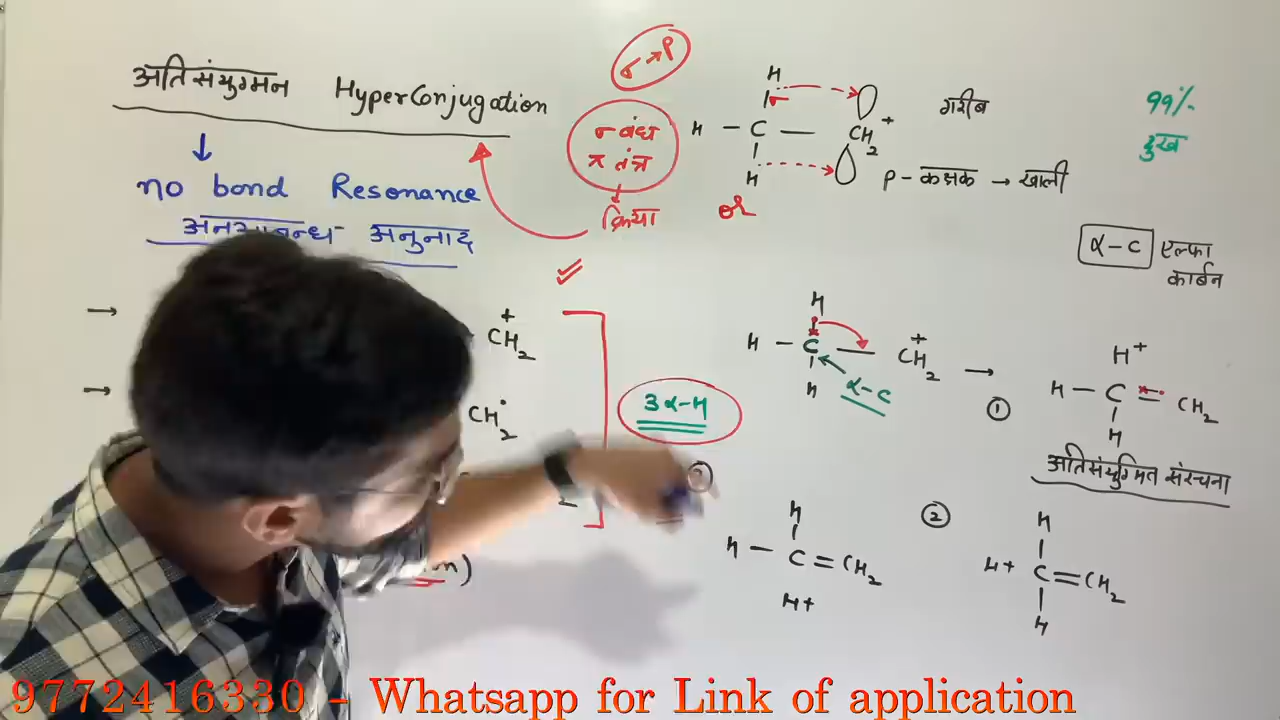 अतिसंयुग्मन HyperConjugation
no bond Resonance
अनुनाद
σ→P
σ बंध
π तंत्र
क्रिया
or
H
σ
H – C — CH₂⁺
H
गरीब
p - कक्षक → खाली
99%
दुख
α-C एल्फा
कार्बन
→
→
⁺CH₂
CH₂•
3α-H
H
H – C — ⁺CH₂ →
H
α-C
①
H⁺
H – C = CH₂
H
अतिसंयुग्मित संरचना
H
H – C = CH₂
H+
②
H
H+ C = CH₂
H
9772416330 - Whatsapp for Link of application